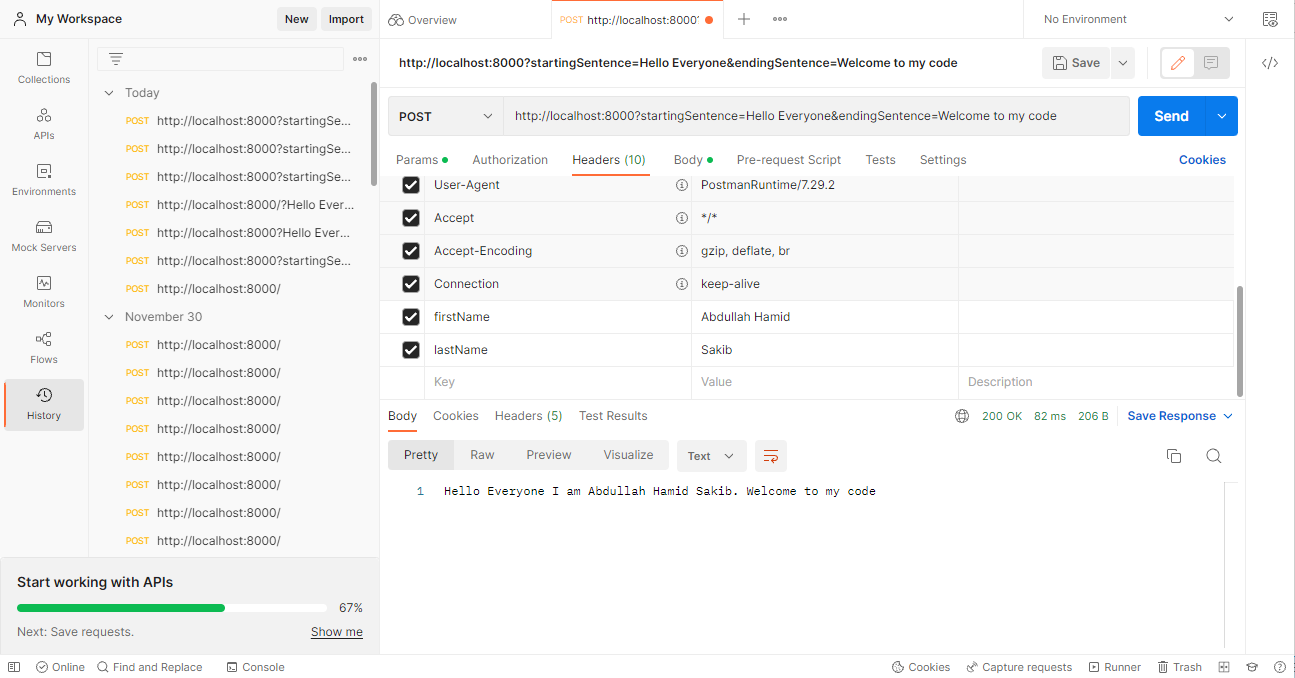 My Workspace
New
Import
Overview
POST http://localhost:8000'
No Environment
Collections
APIs
Environments
Mock Servers
Monitors
Flows
History
Today
POST http://localhost:8000?startingSe...
POST http://localhost:8000?startingSe...
POST http://localhost:8000?startingSe...
POST http://localhost:8000/?Hello Ever...
POST http://localhost:8000?Hello Ever...
POST http://localhost:8000?startingSe...
POST http://localhost:8000/
November 30
POST http://localhost:8000/
POST http://localhost:8000/
POST http://localhost:8000/
POST http://localhost:8000/
POST http://localhost:8000/
POST http://localhost:8000/
POST http://localhost:8000/
POST http://localhost:8000/
Start working with APIs
67%
Next: Save requests.
Show me
http://localhost:8000?startingSentence=Hello Everyone&endingSentence=Welcome to my code
Save
POST
http://localhost:8000?startingSentence=Hello Everyone&endingSentence=Welcome to my code
Send
Params Authorization Headers (10) Body Pre-request Script Tests Settings Cookies
User-Agent PostmanRuntime/7.29.2
Accept */*
Accept-Encoding gzip, deflate, br
Connection keep-alive
firstName Abdullah Hamid
lastName Sakib
Key Value Description
Body Cookies Headers (5) Test Results 200 OK 82 ms 206 B Save Response
Pretty Raw Preview Visualize Text
1 Hello Everyone I am Abdullah Hamid Sakib. Welcome to my code
Online Find and Replace Console Cookies Capture requests Runner Trash